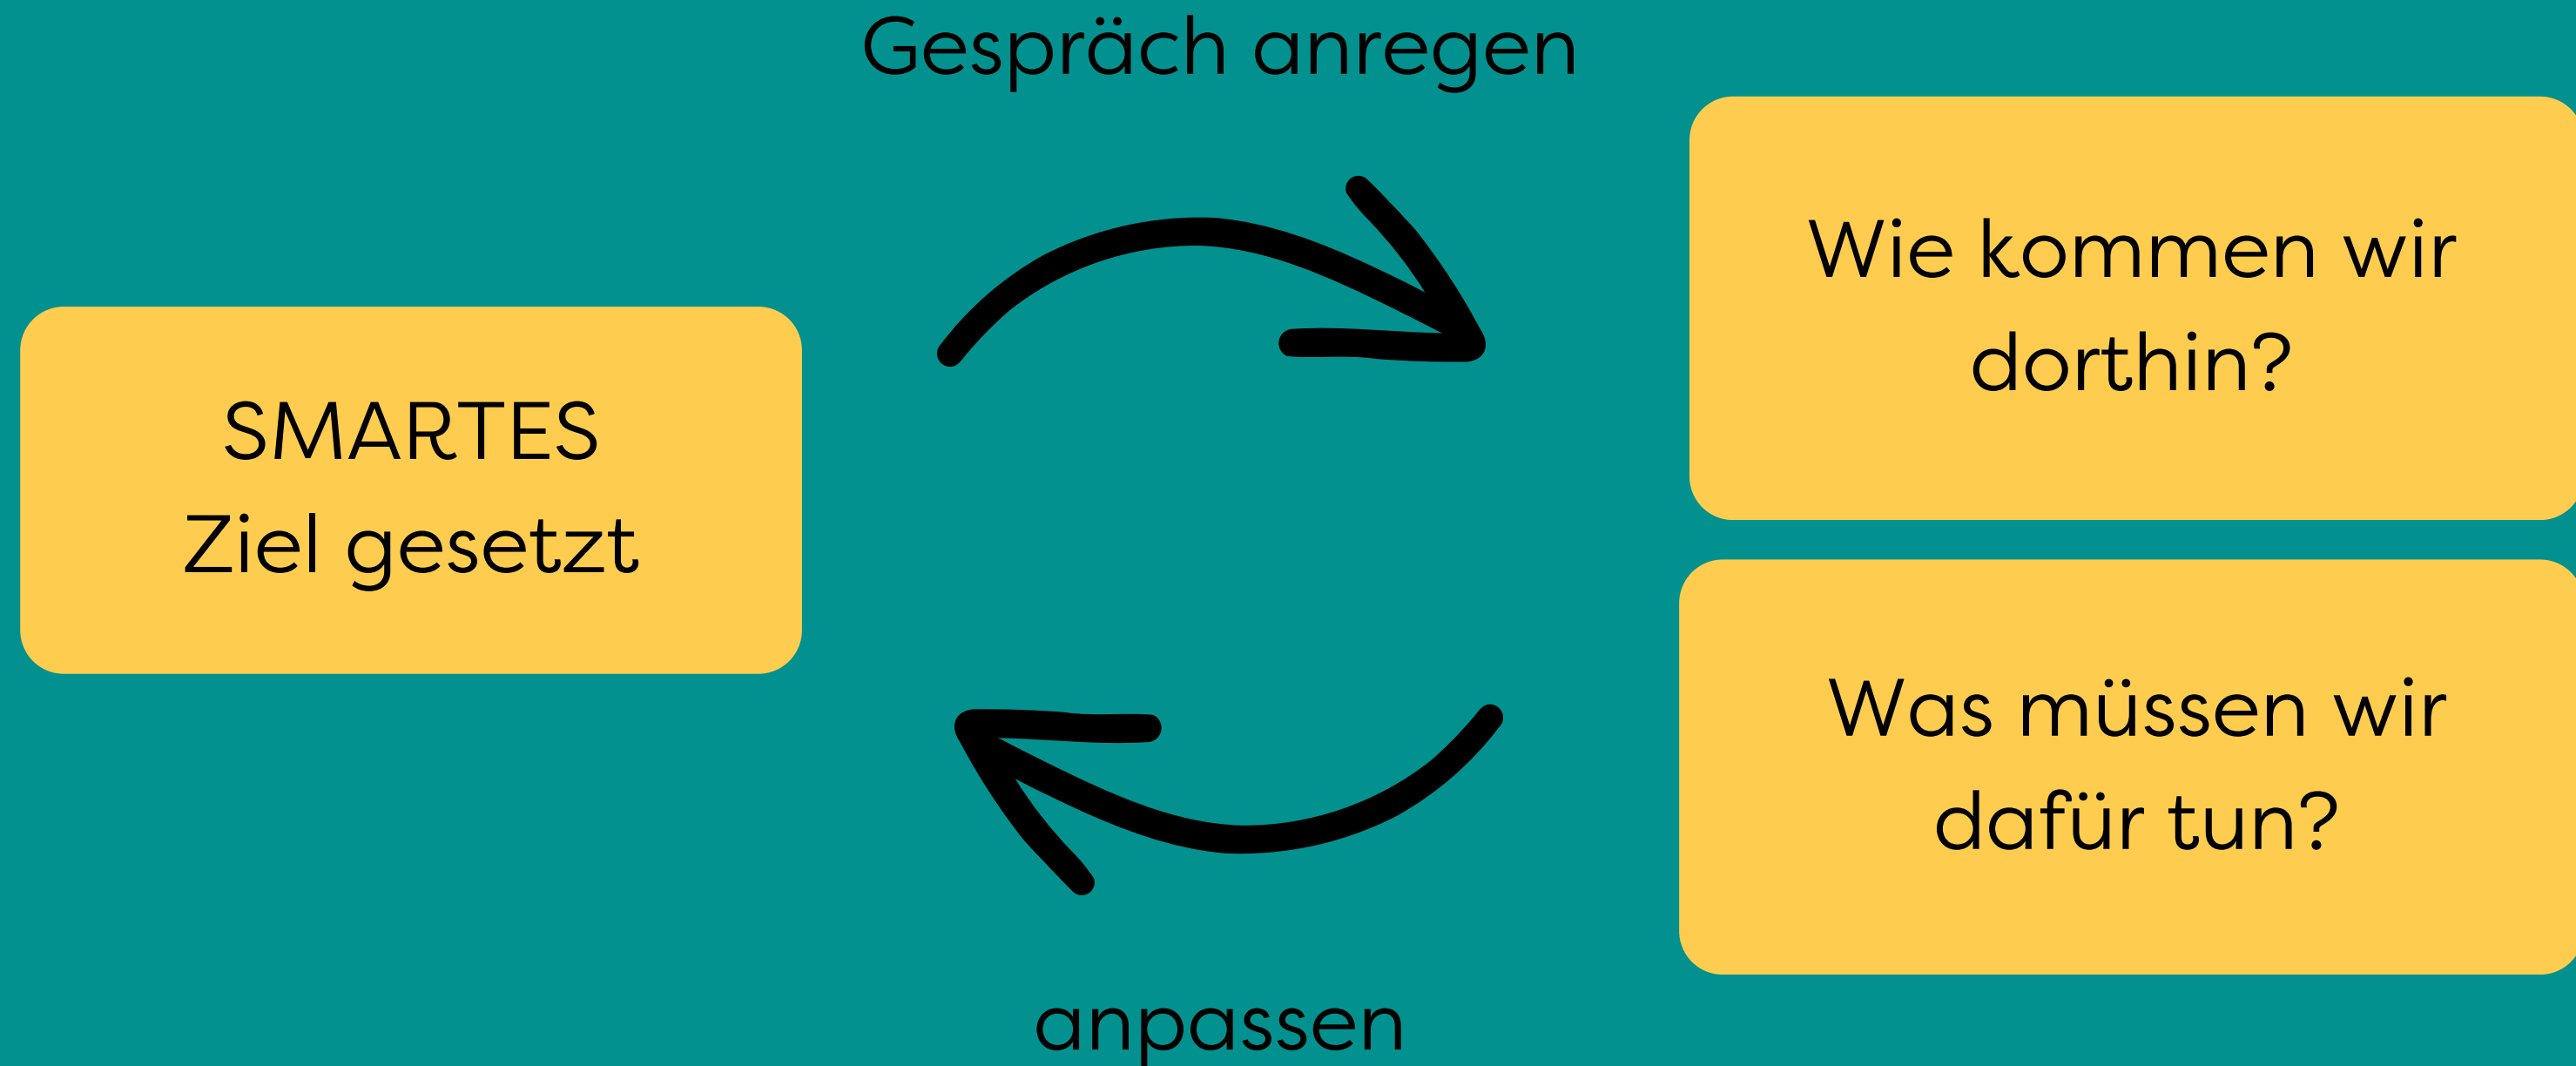 Gespräch anregen
SMARTES
Ziel gesetzt
Wie kommen wir
dorthin?
Was müssen wir
dafür tun?
anpassen